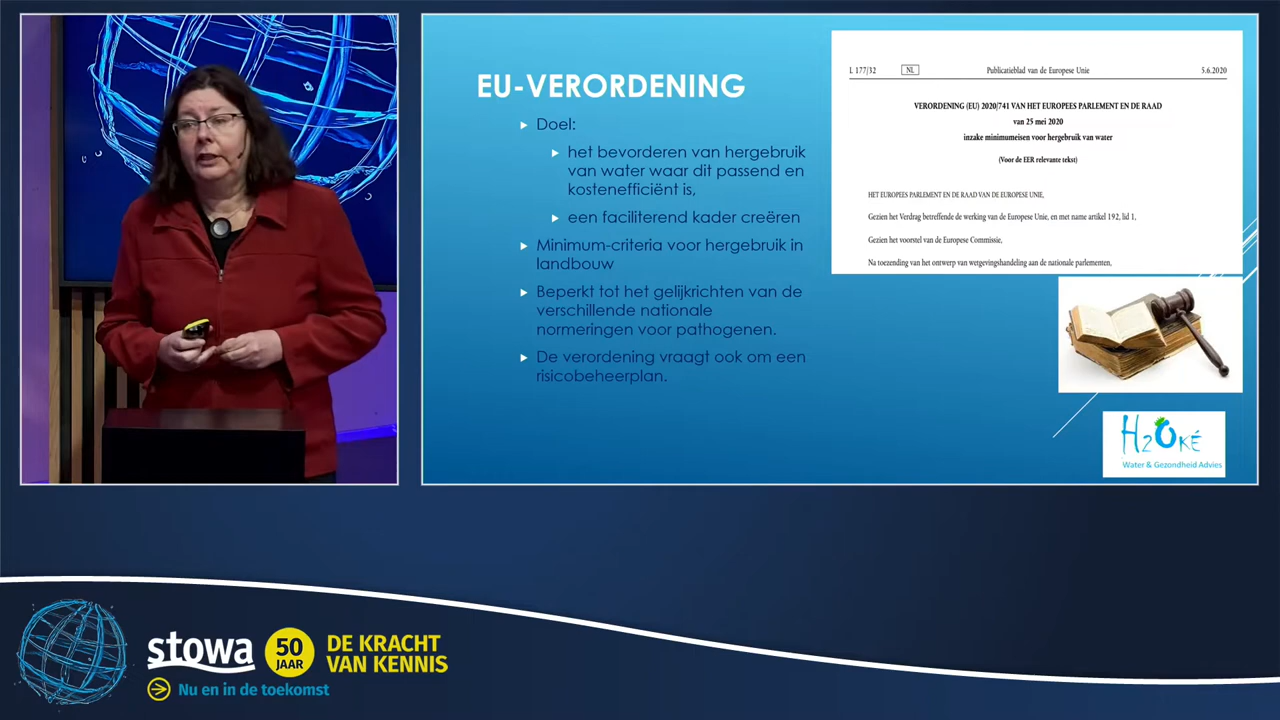 EU-VERORDENING
Doel:
het bevorderen van hergebruik
van water waar dit passend en
kostenefficiënt is,
een faciliterend kader creëren
Minimum-criteria voor hergebruik in
landbouw
Beperkt tot het gelijkrichten van de
verschillende nationale
normeringen voor pathogenen.
De verordening vraagt ook om een
risicobeheerplan.
L 177/32 NL Publicatieblad van de Europese Unie 5.6.2020
VERORDENING (EU) 2020/741 VAN HET EUROPEES PARLEMENT EN DE RAAD
van 25 mei 2020
inzake minimumeisen voor hergebruik van water
(Voor de EER relevante tekst)
HET EUROPEES PARLEMENT EN DE RAAD VAN DE EUROPESE UNIE,
Gezien het Verdrag betreffende de werking van de Europese Unie, en met name artikel 192, lid 1,
Gezien het voorstel van de Europese Commissie,
Na toezending van het ontwerp van wetgevingshandeling aan de nationale parlementen,
H2Oké
Water & Gezondheid Advies
stowa
50
JAAR
DE KRACHT
VAN KENNIS
Nu en in de toekomst